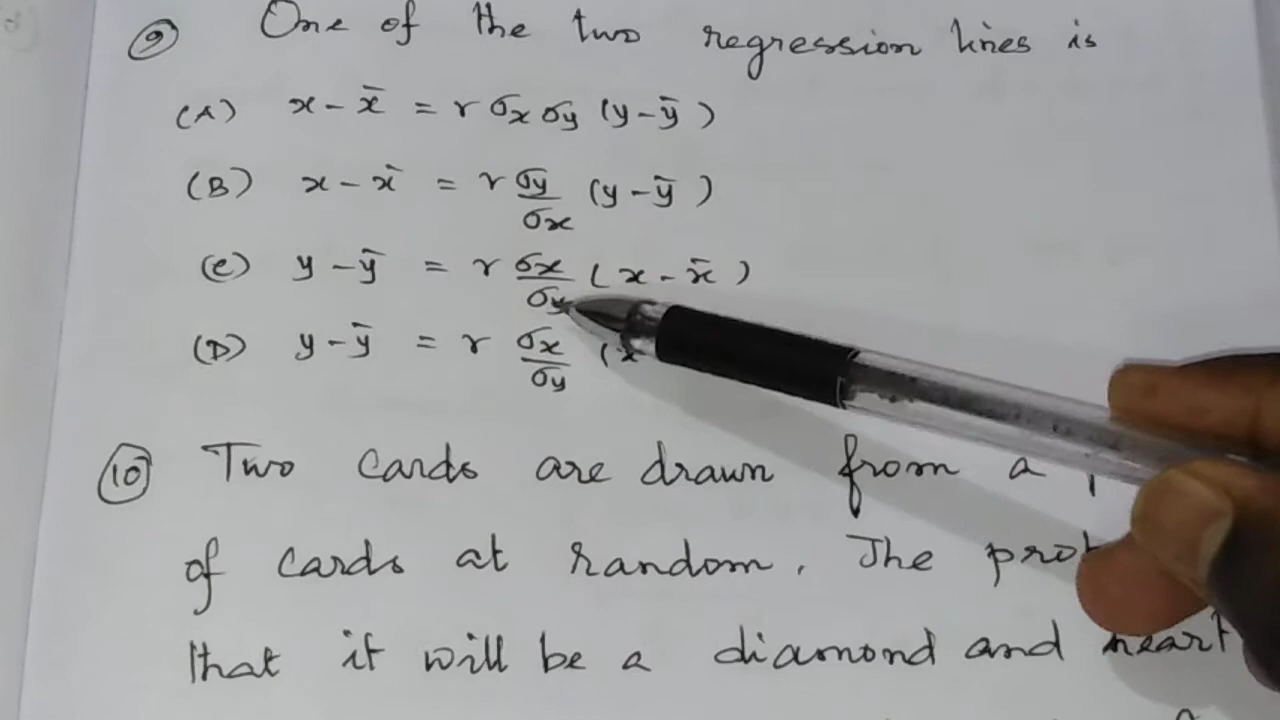 ⑨ One of the two regression lines is
(A) x - x̄ = r σx σy (y - ȳ)
(B) x - x̄ = r σy/σx (y - ȳ)
(C) y - ȳ = r σx/σy (x - x̄)
(D) y - ȳ = r σx/σy (x
⑩ Two cards are drawn from a
of cards at random. The
that it will be a diamond and heart